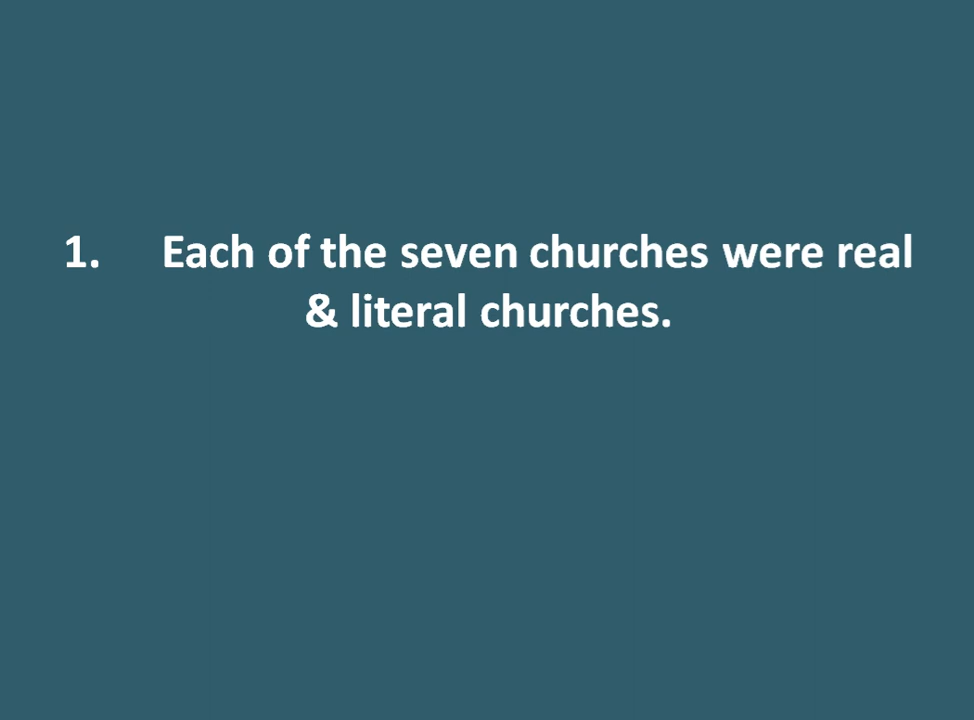 1. Each of the seven churches were real
& literal churches.